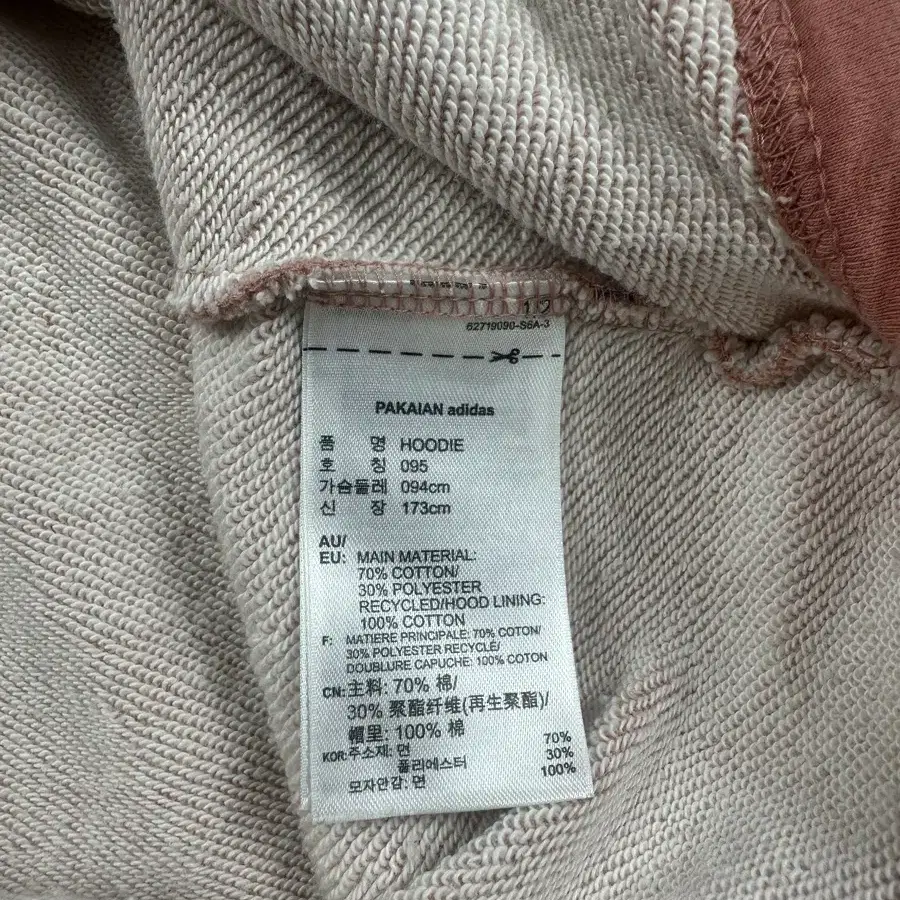 1/2
62719090-S6A-3
PAKAIAN adidas
품 명 HOODIE
호 칭 095
가슴둘레 094cm
신 장 173cm
AU/
EU: MAIN MATERIAL:
70% COTTON/
30% POLYESTER
RECYCLED/HOOD LINING:
100% COTTON
F: MATIERE PRINCIPALE: 70% COTON/
30% POLYESTER RECYCLÉ/
DOUBLURE CAPUCHE: 100% COTON
CN: 主料: 70% 棉/
30% 聚酯纤维(再生聚酯)/
帽里: 100% 棉
KOR: 주소재: 면 70%
폴리에스터 30%
모자안감: 면 100%